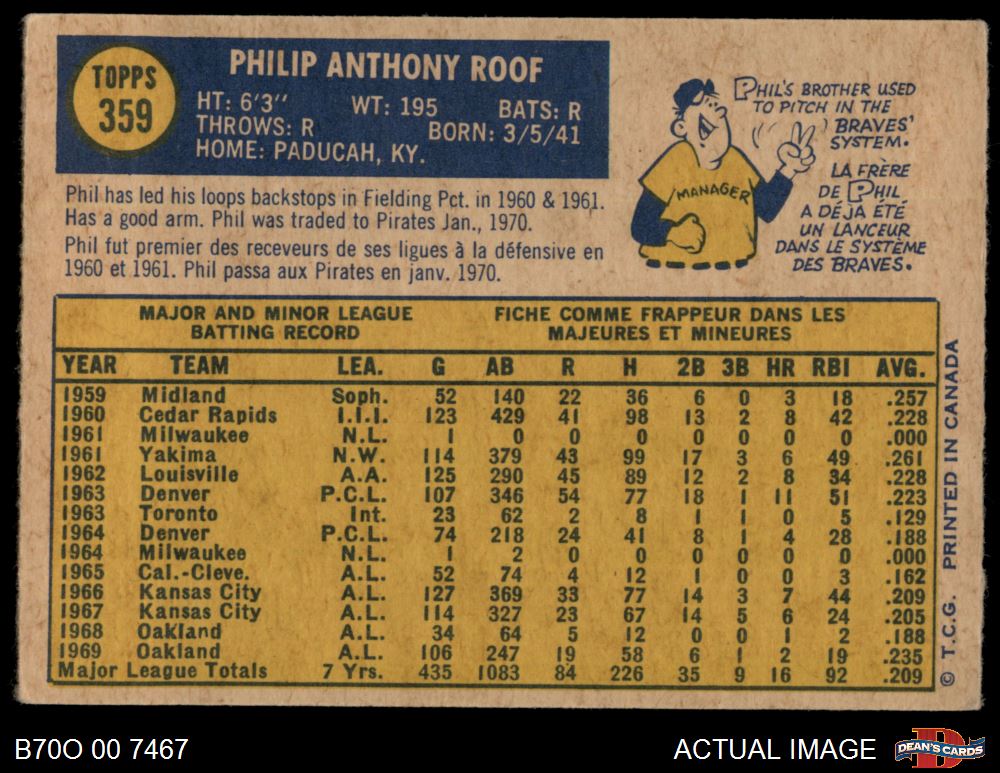 TOPPS
359
PHILIP ANTHONY ROOF
HT: 6'3" WT: 195 BATS: R
THROWS: R BORN: 3/5/41
HOME: PADUCAH, KY.
Phil has led his loops backstops in Fielding Pct. in 1960 & 1961.
Has a good arm. Phil was traded to Pirates Jan., 1970.
Phil fut premier des receveurs de ses ligues à la défensive en
1960 et 1961. Phil passa aux Pirates en janv. 1970.
MANAGER
PHIL'S BROTHER USED
TO PITCH IN THE
BRAVES'
SYSTEM.
LA FRÈRE
DE PHIL
A DÉJA ÉTÉ
UN LANCEUR
DANS LE SYSTÈME
DES BRAVES.
MAJOR AND MINOR LEAGUE
BATTING RECORD
FICHE COMME FRAPPEUR DANS LES
MAJEURES ET MINEURES
YEAR TEAM LEA. G AB R H 2B 3B HR RBI AVG.
1959 Midland Soph. 52 140 22 36 6 0 3 18 .257
1960 Cedar Rapids I.I.I. 123 429 41 98 13 2 8 42 .228
1961 Milwaukee N.L. 1 0 0 0 0 0 0 0 .000
1961 Yakima N.W. 114 379 43 99 17 3 6 49 .261
1962 Louisville A.A. 125 290 45 89 12 2 8 34 .228
1963 Denver P.C.L. 107 346 54 77 18 1 11 51 .223
1963 Toronto Int. 23 62 2 8 1 1 0 5 .129
1964 Denver P.C.L. 74 218 24 41 8 1 4 28 .188
1964 Milwaukee N.L. 1 2 0 0 0 0 0 0 .000
1965 Cal.-Cleve. A.L. 52 74 4 12 1 0 0 3 .162
1966 Kansas City A.L. 127 369 33 77 14 3 7 44 .209
1967 Kansas City A.L. 114 327 23 67 14 5 6 24 .205
1968 Oakland A.L. 34 64 5 12 0 0 1 2 .188
1969 Oakland A.L. 106 247 19 58 6 1 2 19 .235
Major League Totals 7 Yrs. 435 1083 84 226 35 9 16 92 .209
© T.C.G. PRINTED IN CANADA
B70O 00 7467
ACTUAL IMAGE
DEAN'S CARDS